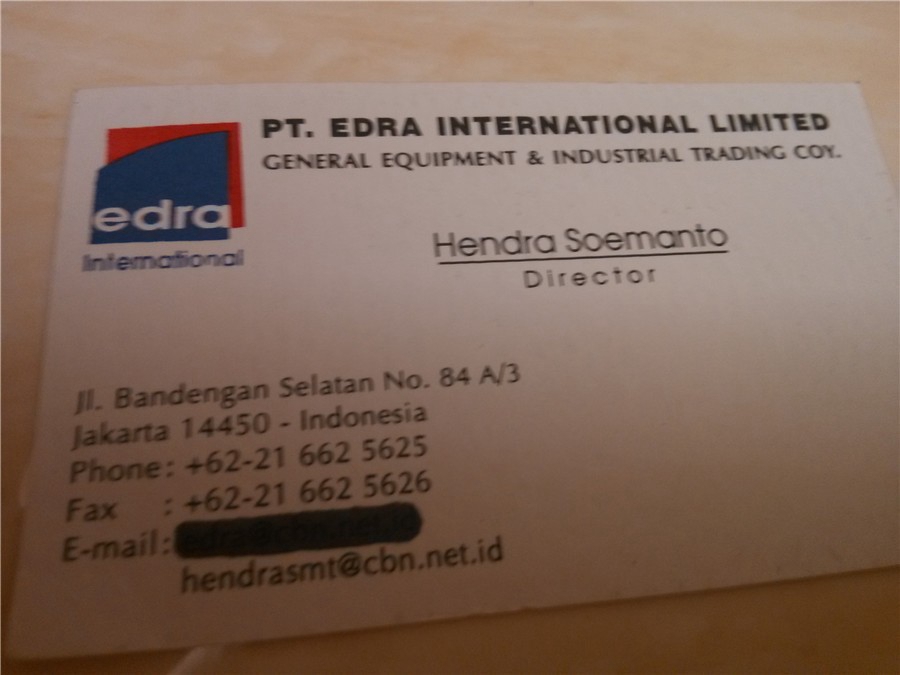 PT. EDRA INTERNATIONAL LIMITED
GENERAL EQUIPMENT & INDUSTRIAL TRADING COY.
edra
International
Hendra Soemanto
Director
Jl. Bandengan Selatan No. 84 A/3
Jakarta 14450 - Indonesia
Phone: +62-21 662 5625
Fax : +62-21 662 5626
E-mail:
hendrasmt@cbn.net.id